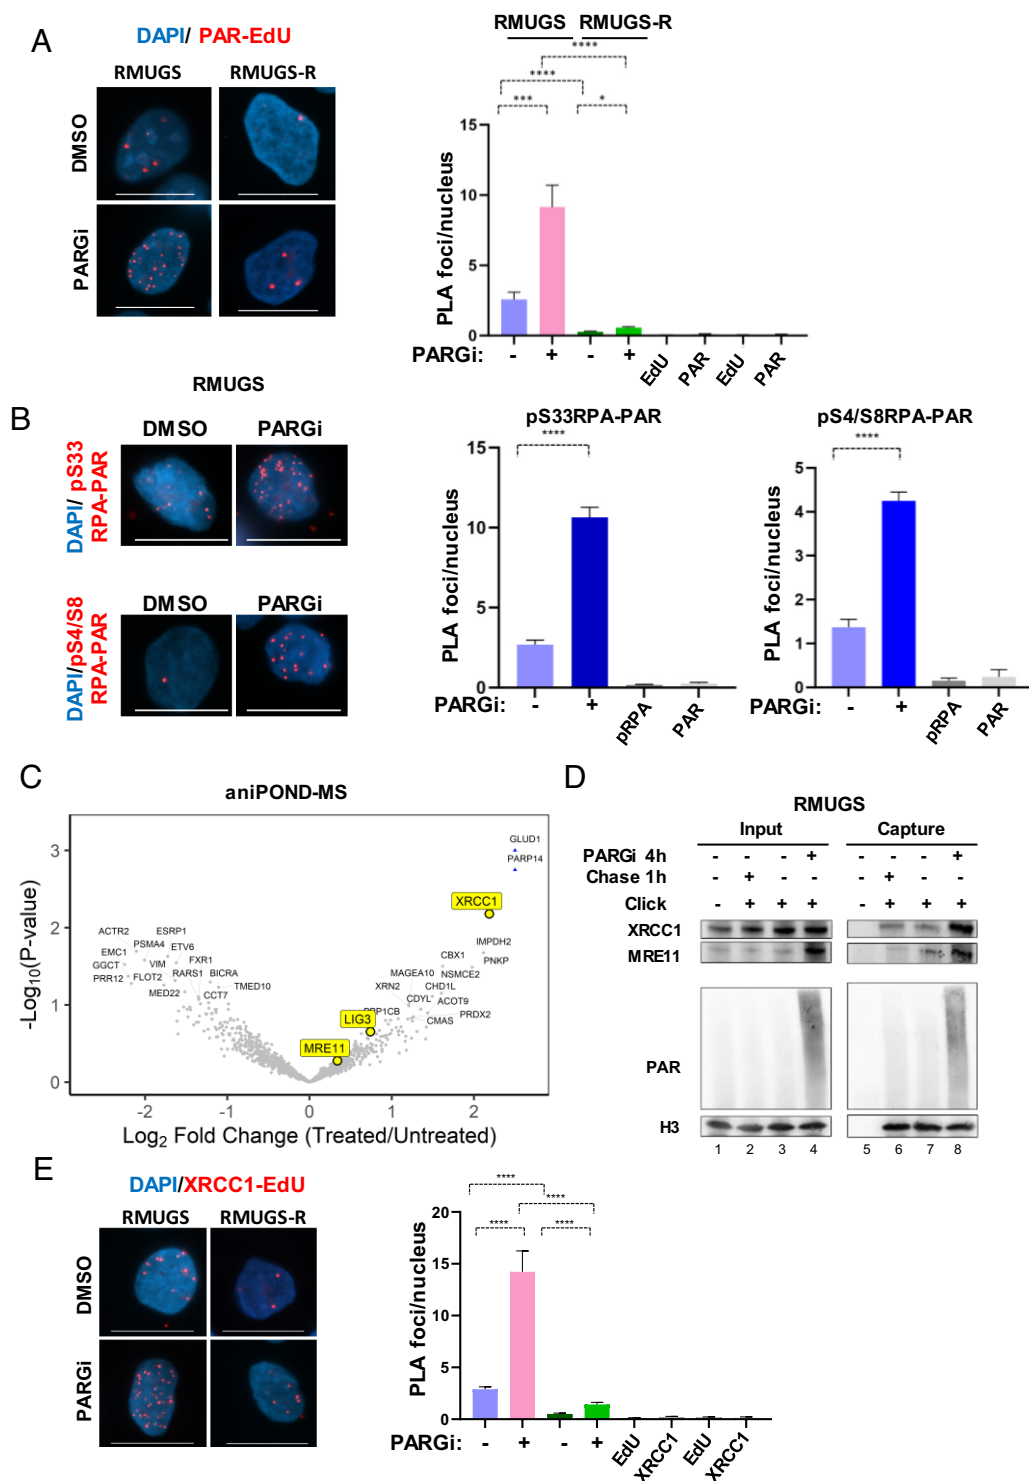 A
DAPI/ PAR-EdU
RMUGS RMUGS-R
DMSO
PARGi
RMUGS RMUGS-R
****
****
*** *
PLA foci/nucleus
15
10
5
0
PARGi: - + - + EdU PAR EdU PAR
B
RMUGS
DMSO PARGi
DAPI/ pS33
RPA-PAR
DMSO PARGi
DAPI/pS4/S8
RPA-PAR
pS33RPA-PAR
****
PLA foci/nucleus
15
10
5
0
PARGi: - + pRPA PAR
pS4/S8RPA-PAR
****
PLA foci/nucleus
5
4
3
2
1
0
PARGi: - + pRPA PAR
C
aniPOND-MS
-Log10(P-value)
3
2
1
0
GLUD1
PARP14
XRCC1
ACTR2 ESRP1
PSMA4 ETV6
EMC1 VIM FXR1
GGCT
PRR12 FLOT2 RARS1 BICRA
MED22 CCT7 TMED10
IMPDH2
CBX1 PNKP
MAGEA10 NSMCE2
XRN2 CHD1L
CDYL ACOT9
PRDX2
CMAS
LIG3
MRE11
-2 -1 0 1 2
Log2 Fold Change (Treated/Untreated)
D
RMUGS
Input Capture
PARGi 4h - - - + - - - +
Chase 1h - + - - - + - -
Click - + + + - + + +
XRCC1
MRE11
PAR
H3
1 2 3 4 5 6 7 8
E
DAPI/XRCC1-EdU
RMUGS RMUGS-R
DMSO
PARGi
****
****
**** ****
PLA foci/nucleus
20
15
10
5
0
PARGi: - + - + EdU XRCC1 EdU XRCC1